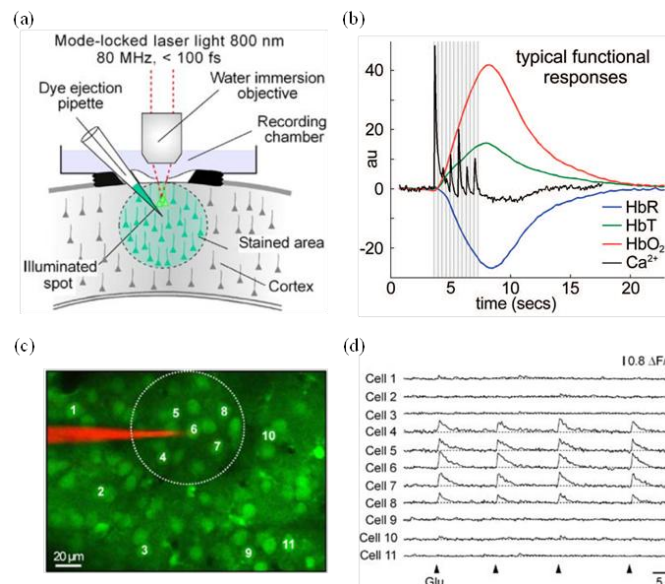 (a)
Mode-locked laser light 800 nm
80 MHz, < 100 fs
Dye ejection
pipette
Water immersion
objective
Recording
chamber
Illuminated
spot
Stained area
Cortex
(b)
typical functional
responses
40
20
0
-20
au
HbR
HbT
HbO₂
Ca²⁺
0 5 10 15 20
time (secs)
(c)
1
5
8
6
10
4
7
2
3
9
11
20 µm
(d)
0.8 ΔF/
Cell 1
Cell 2
Cell 3
Cell 4
Cell 5
Cell 6
Cell 7
Cell 8
Cell 9
Cell 10
Cell 11
Glu
5